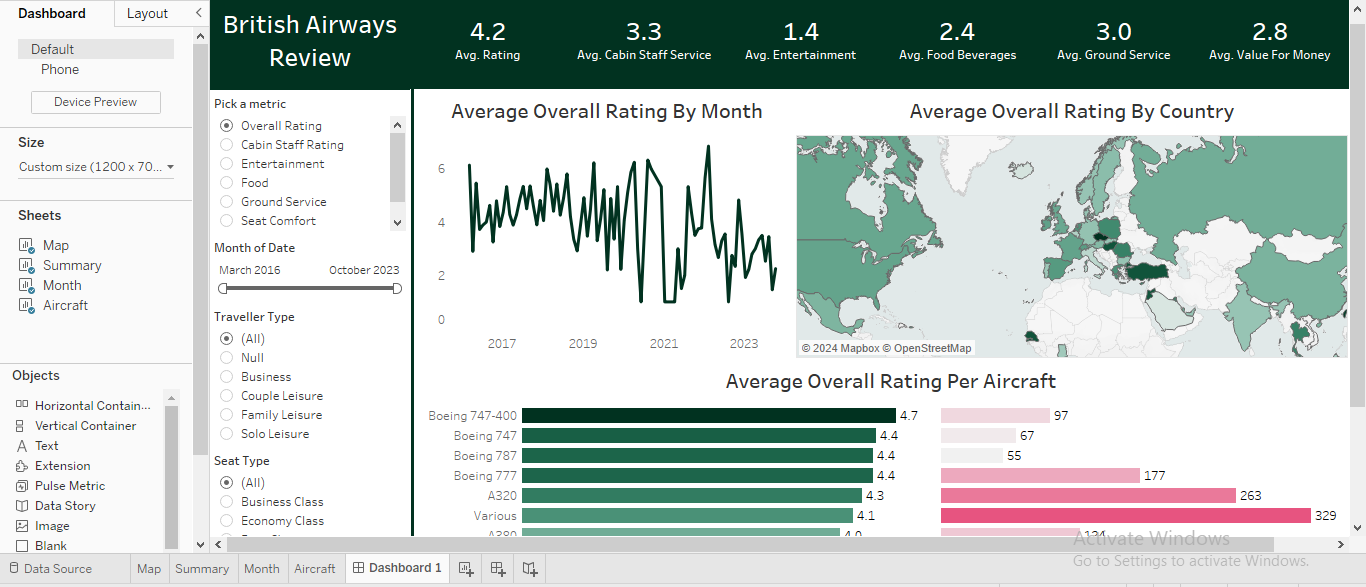 Dashboard
Layout
Default
Phone
Device Preview
Size
Custom size (1200 x 70...
Sheets
Map
Summary
Month
Aircraft
Objects
Horizontal Contain...
Vertical Container
Text
Extension
Pulse Metric
Data Story
Image
Blank
British Airways
Review
4.2
Avg. Rating
3.3
Avg. Cabin Staff Service
1.4
Avg. Entertainment
2.4
Avg. Food Beverages
3.0
Avg. Ground Service
2.8
Avg. Value For Money
Pick a metric
Overall Rating
Cabin Staff Rating
Entertainment
Food
Ground Service
Seat Comfort
Month of Date
March 2016 October 2023
Traveller Type
(All)
Null
Business
Couple Leisure
Family Leisure
Solo Leisure
Seat Type
(All)
Business Class
Economy Class
Average Overall Rating By Month
6
4
2
0
2017 2019 2021 2023
Average Overall Rating By Country
© 2024 Mapbox © OpenStreetMap
Average Overall Rating Per Aircraft
Boeing 747-400 4.7 97
Boeing 747 4.4 67
Boeing 787 4.4 55
Boeing 777 4.4 177
A320 4.3 263
Various 4.1 329
A380 4.0
Activate Windows
Go to Settings to activate Windows.
Data Source
Map
Summary
Month
Aircraft
Dashboard 1